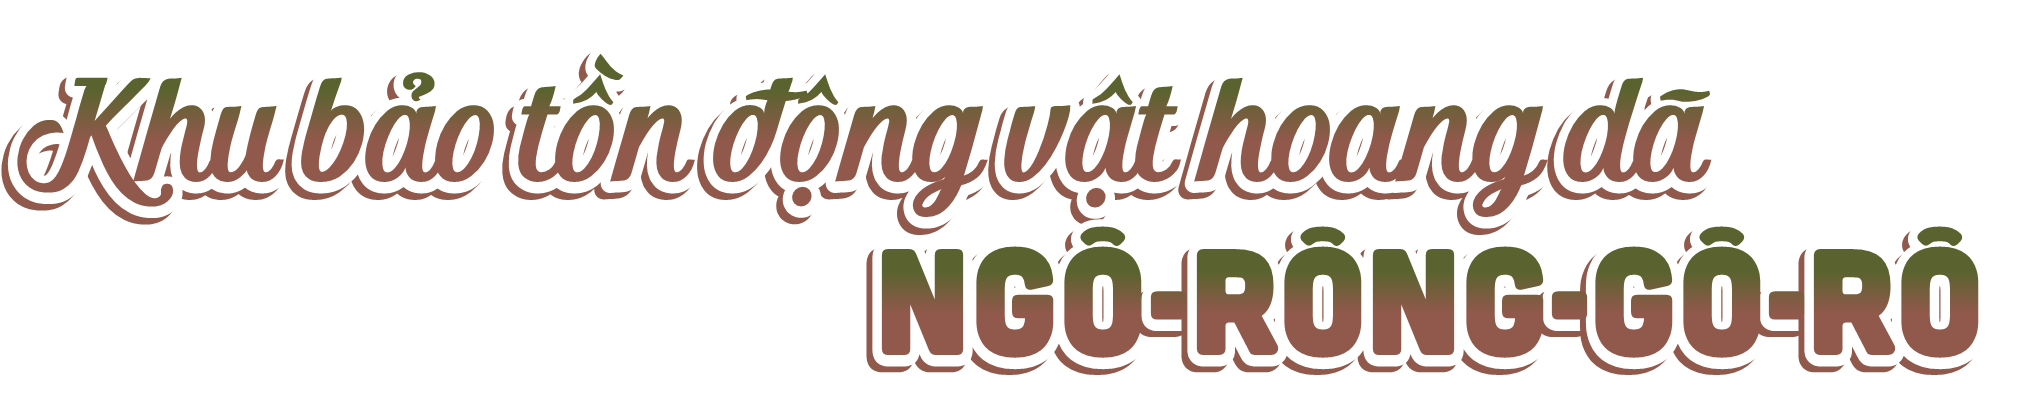 Khu bảo tồn động vật hoang dã
NGÔ-RÔNG-GÔ-RÔ